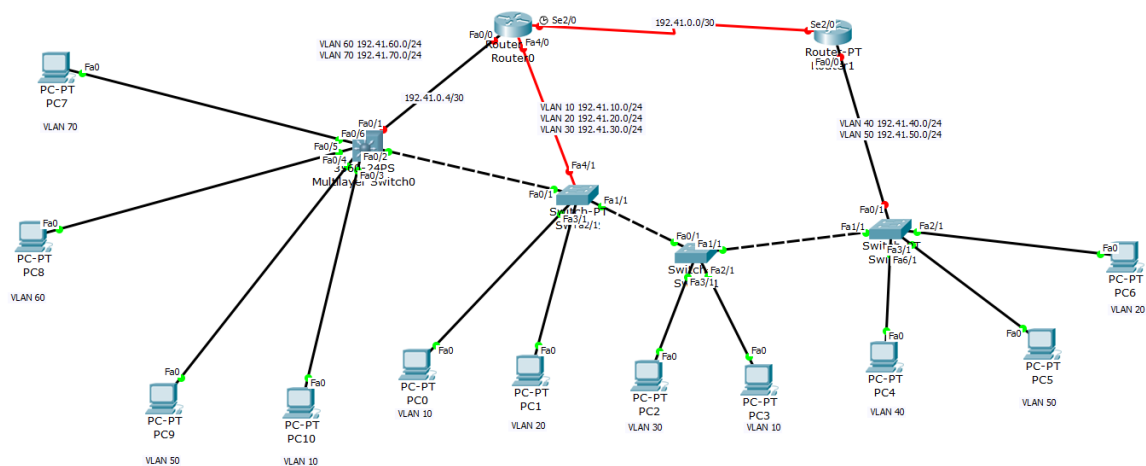 Se2/0
192.41.0.0/30
Se2/0
Fa0/0
Router
Router0
Fa4/0
Router-PT
Router1
Fa0/0
VLAN 60 192.41.60.0/24
VLAN 70 192.41.70.0/24
Fa0
PC-PT
PC7
VLAN 70
192.41.0.4/30
VLAN 10 192.41.10.0/24
VLAN 20 192.41.20.0/24
VLAN 30 192.41.30.0/24
VLAN 40 192.41.40.0/24
VLAN 50 192.41.50.0/24
Fa0/1
Fa0/6
Fa0/5
Fa0/4
Fa0/2
Fa0/3
Multilayer Switch0
Fa4/1
Fa0/1
Fa1/1
Switch-PT
Fa3/1
Fa2/1
Fa0/1
Fa1/1
Switch
Fa2/1
Fa3/1
Fa0/1
Fa1/1
Fa2/1
Fa3/1
Fa6/1
Fa0
PC-PT
PC8
VLAN 60
Fa0
PC-PT
PC6
VLAN 20
Fa0
PC-PT
PC9
VLAN 50
Fa0
PC-PT
PC10
VLAN 10
Fa0
PC-PT
PC0
VLAN 10
Fa0
PC-PT
PC1
VLAN 20
Fa0
PC-PT
PC2
VLAN 30
Fa0
PC-PT
PC3
VLAN 10
Fa0
PC-PT
PC4
VLAN 40
Fa0
PC-PT
PC5
VLAN 50